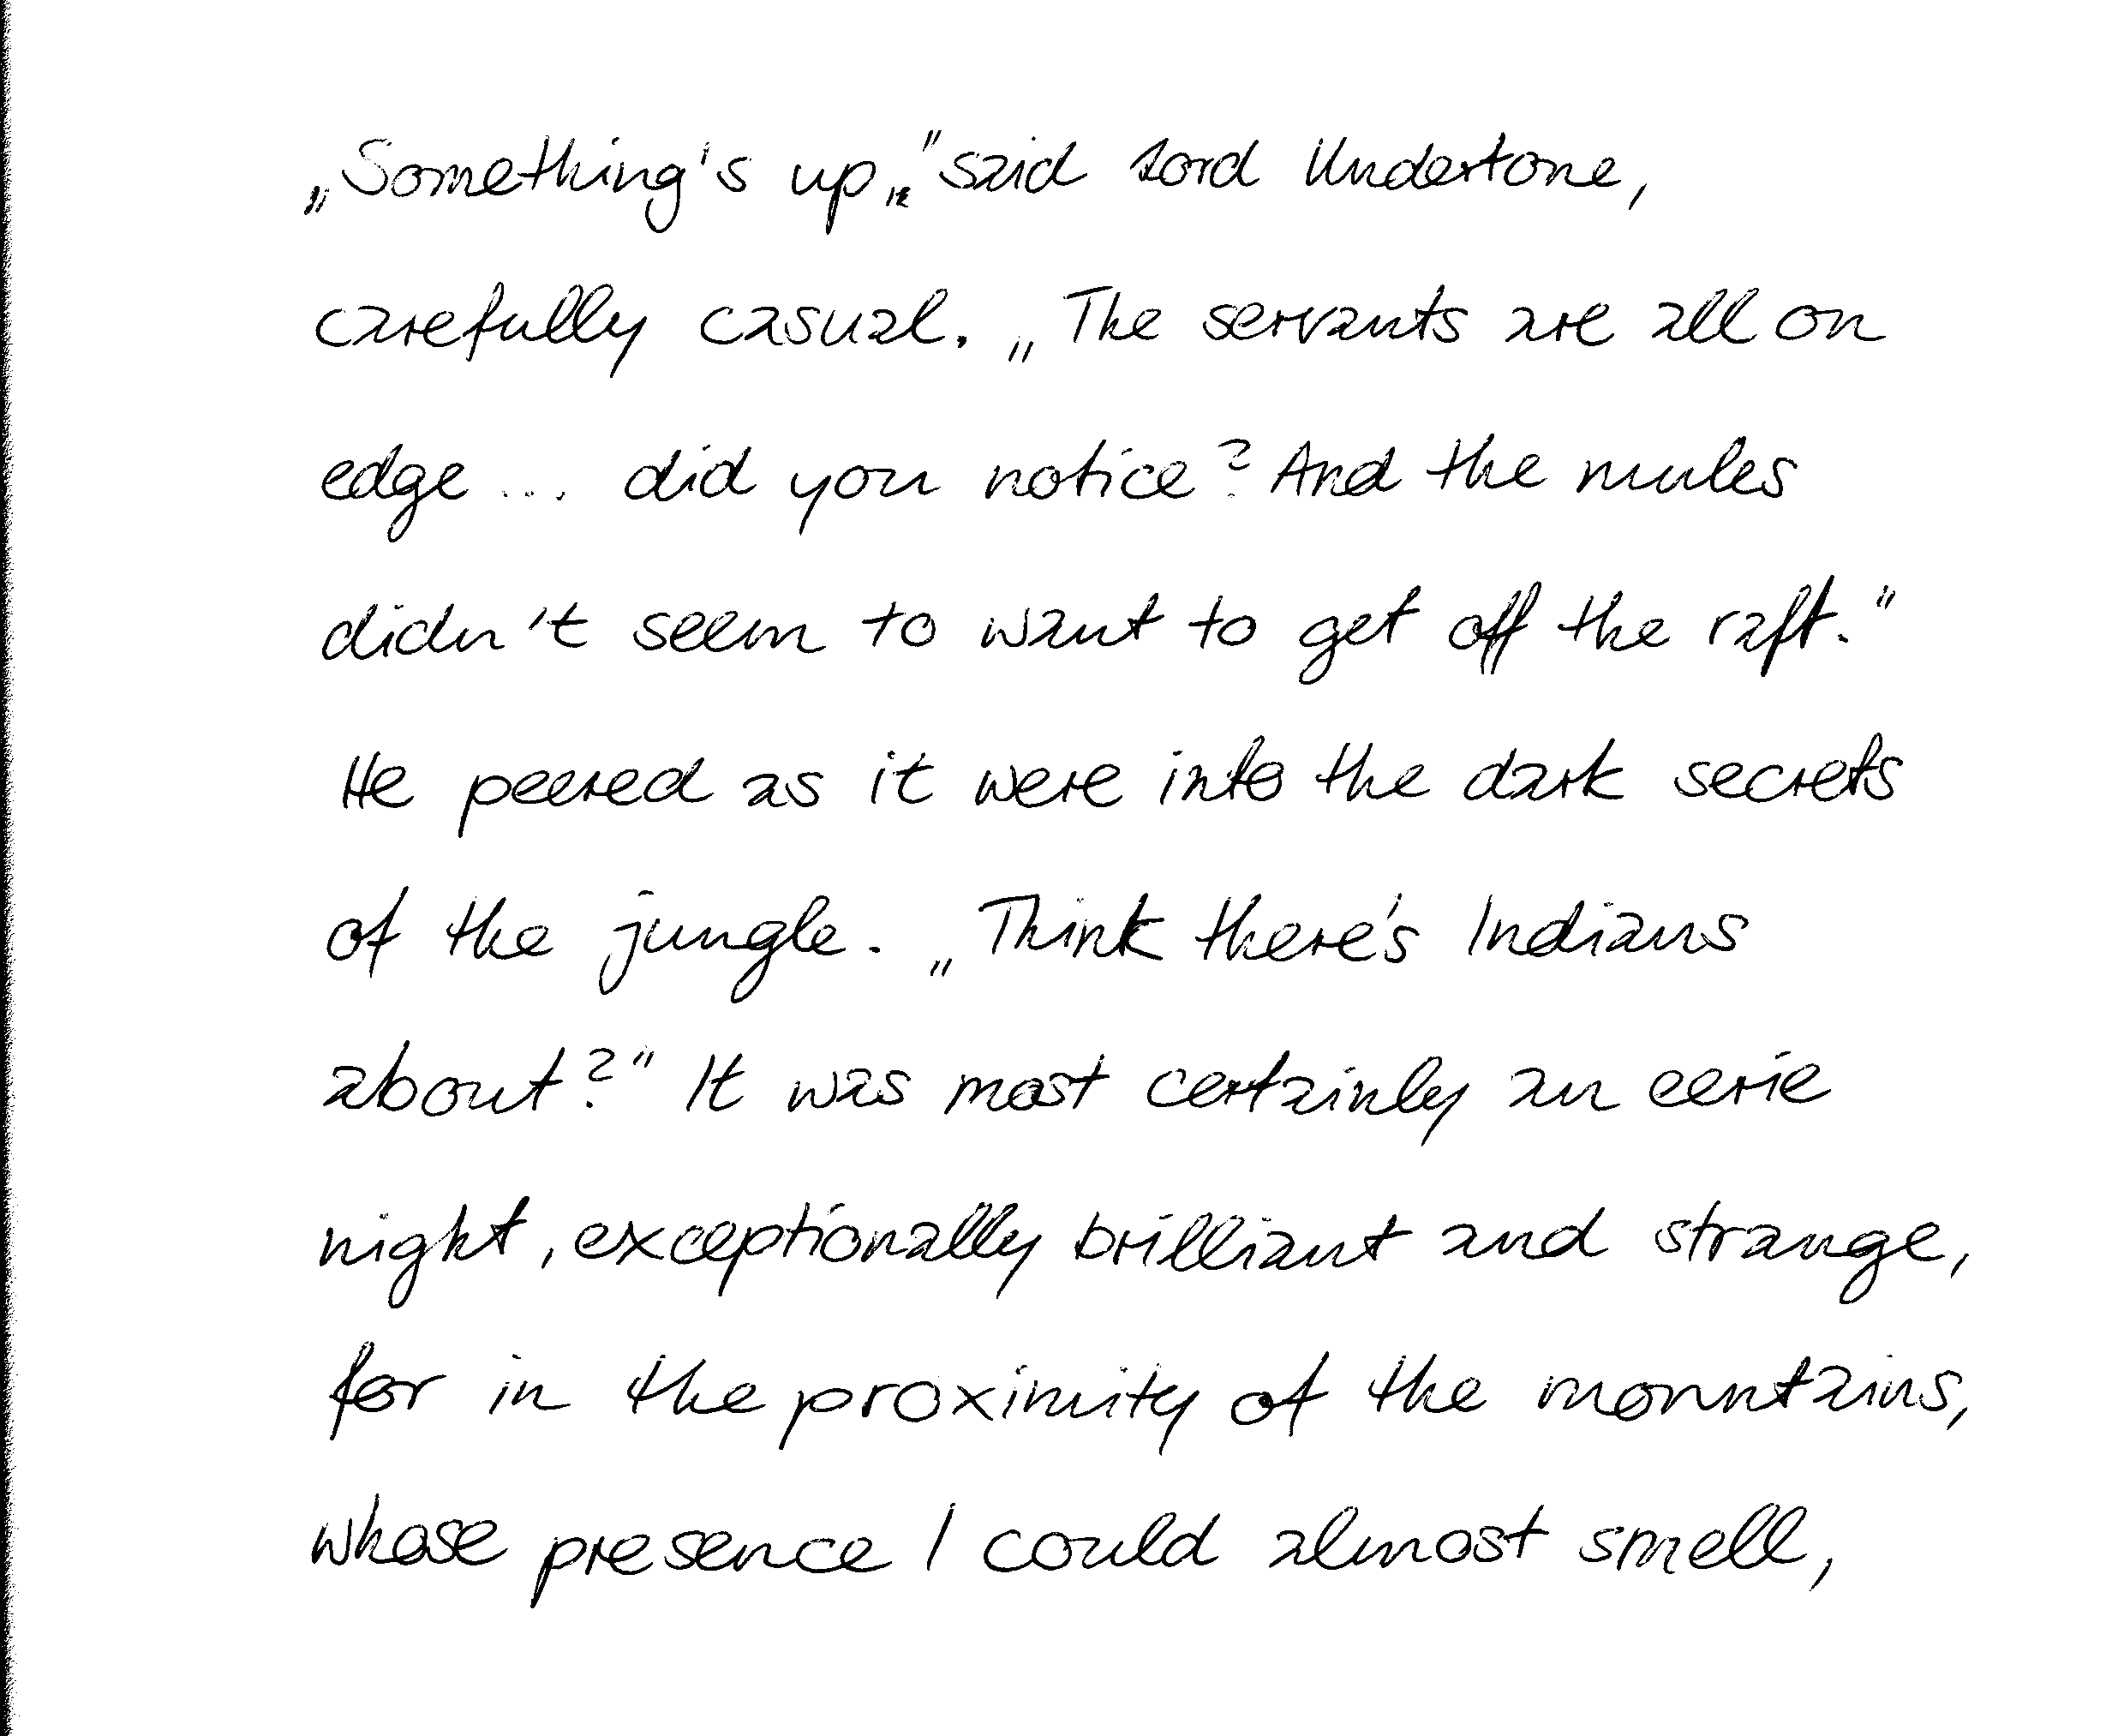 „Something's up," said Lord Undertone,
carefully casual. „The servants are all on
edge ... did you notice? And the mules
didn't seem to want to get off the raft."
He peered as it were into the dark secrets
of the jungle. „Think there's Indians
about?" It was most certainly an eerie
night, exceptionally brilliant and strange,
for in the proximity of the mountains,
whose presence I could almost smell,